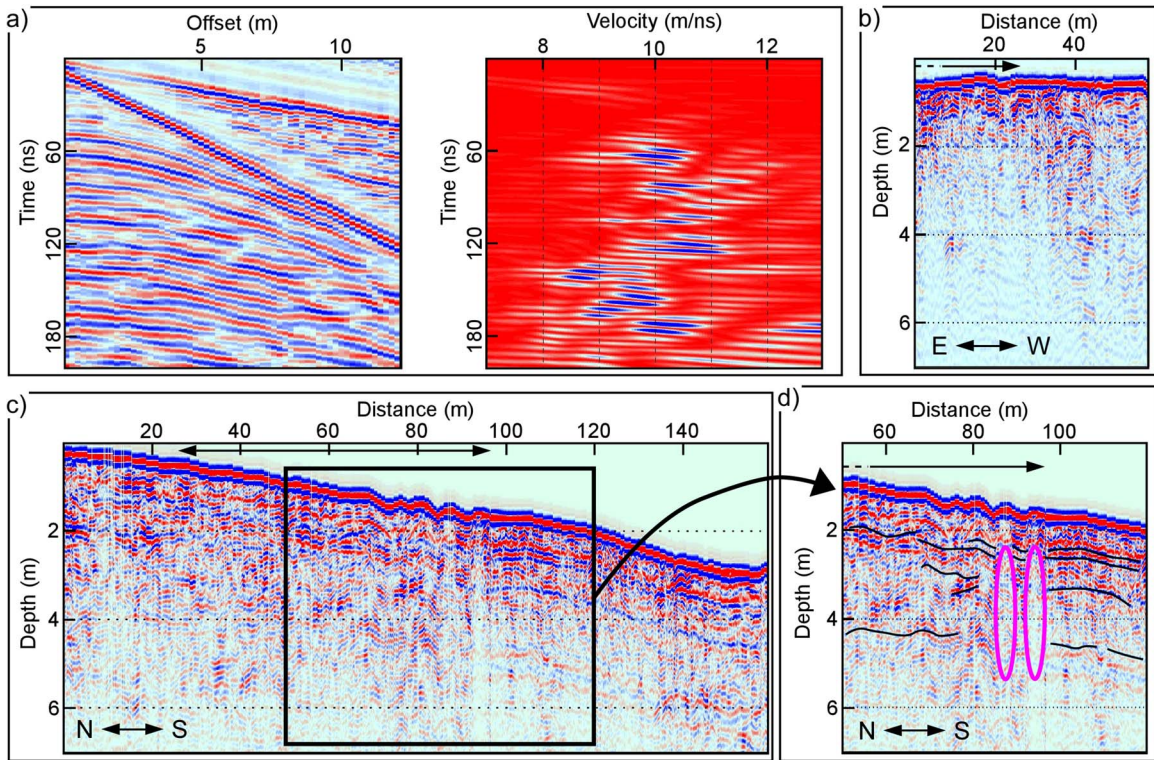 a)
Offset (m)
5 10
Time (ns)
60
120
180
Velocity (m/ns)
8 10 12
Time (ns)
60
120
180
b)
Distance (m)
20 40
Depth (m)
2
4
6
E W
c)
Distance (m)
20 40 60 80 100 120 140
Depth (m)
2
4
6
N S
d)
Distance (m)
60 80 100
Depth (m)
2
4
6
N S